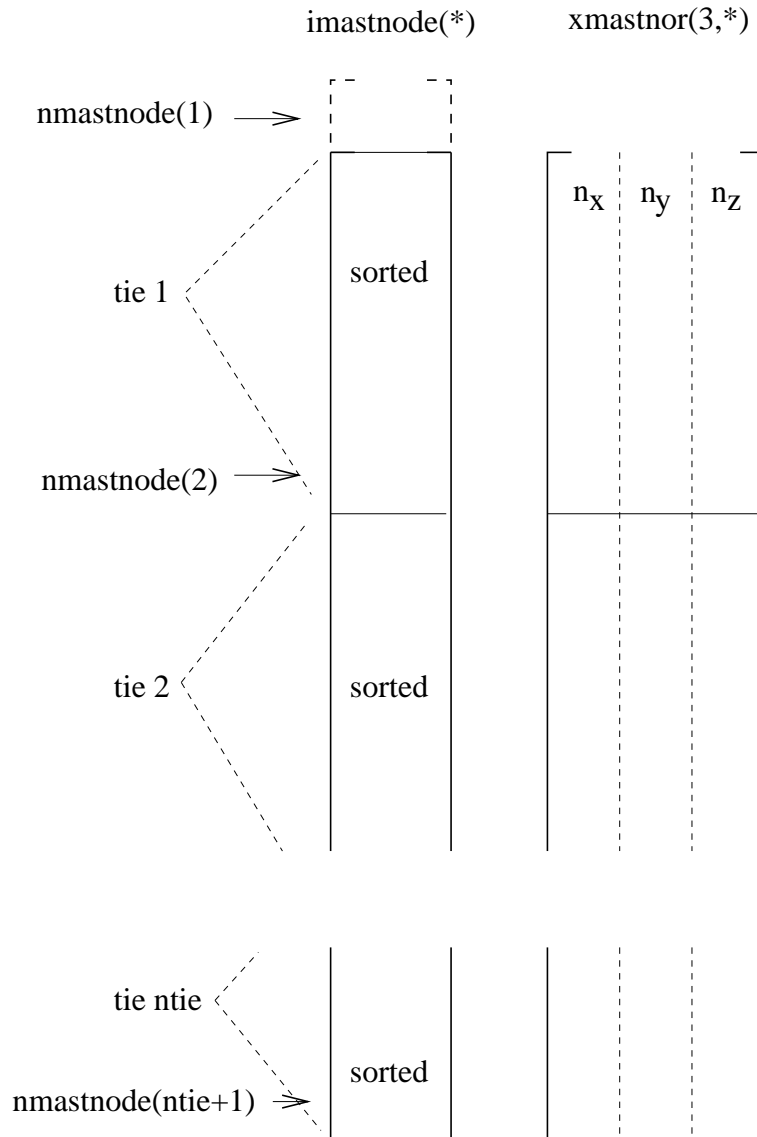 imastnode(*) xmastnor(3,*)
nmastnode(1)
n_x n_y n_z
sorted
tie 1
nmastnode(2)
tie 2
sorted
tie ntie
sorted
nmastnode(ntie+1)